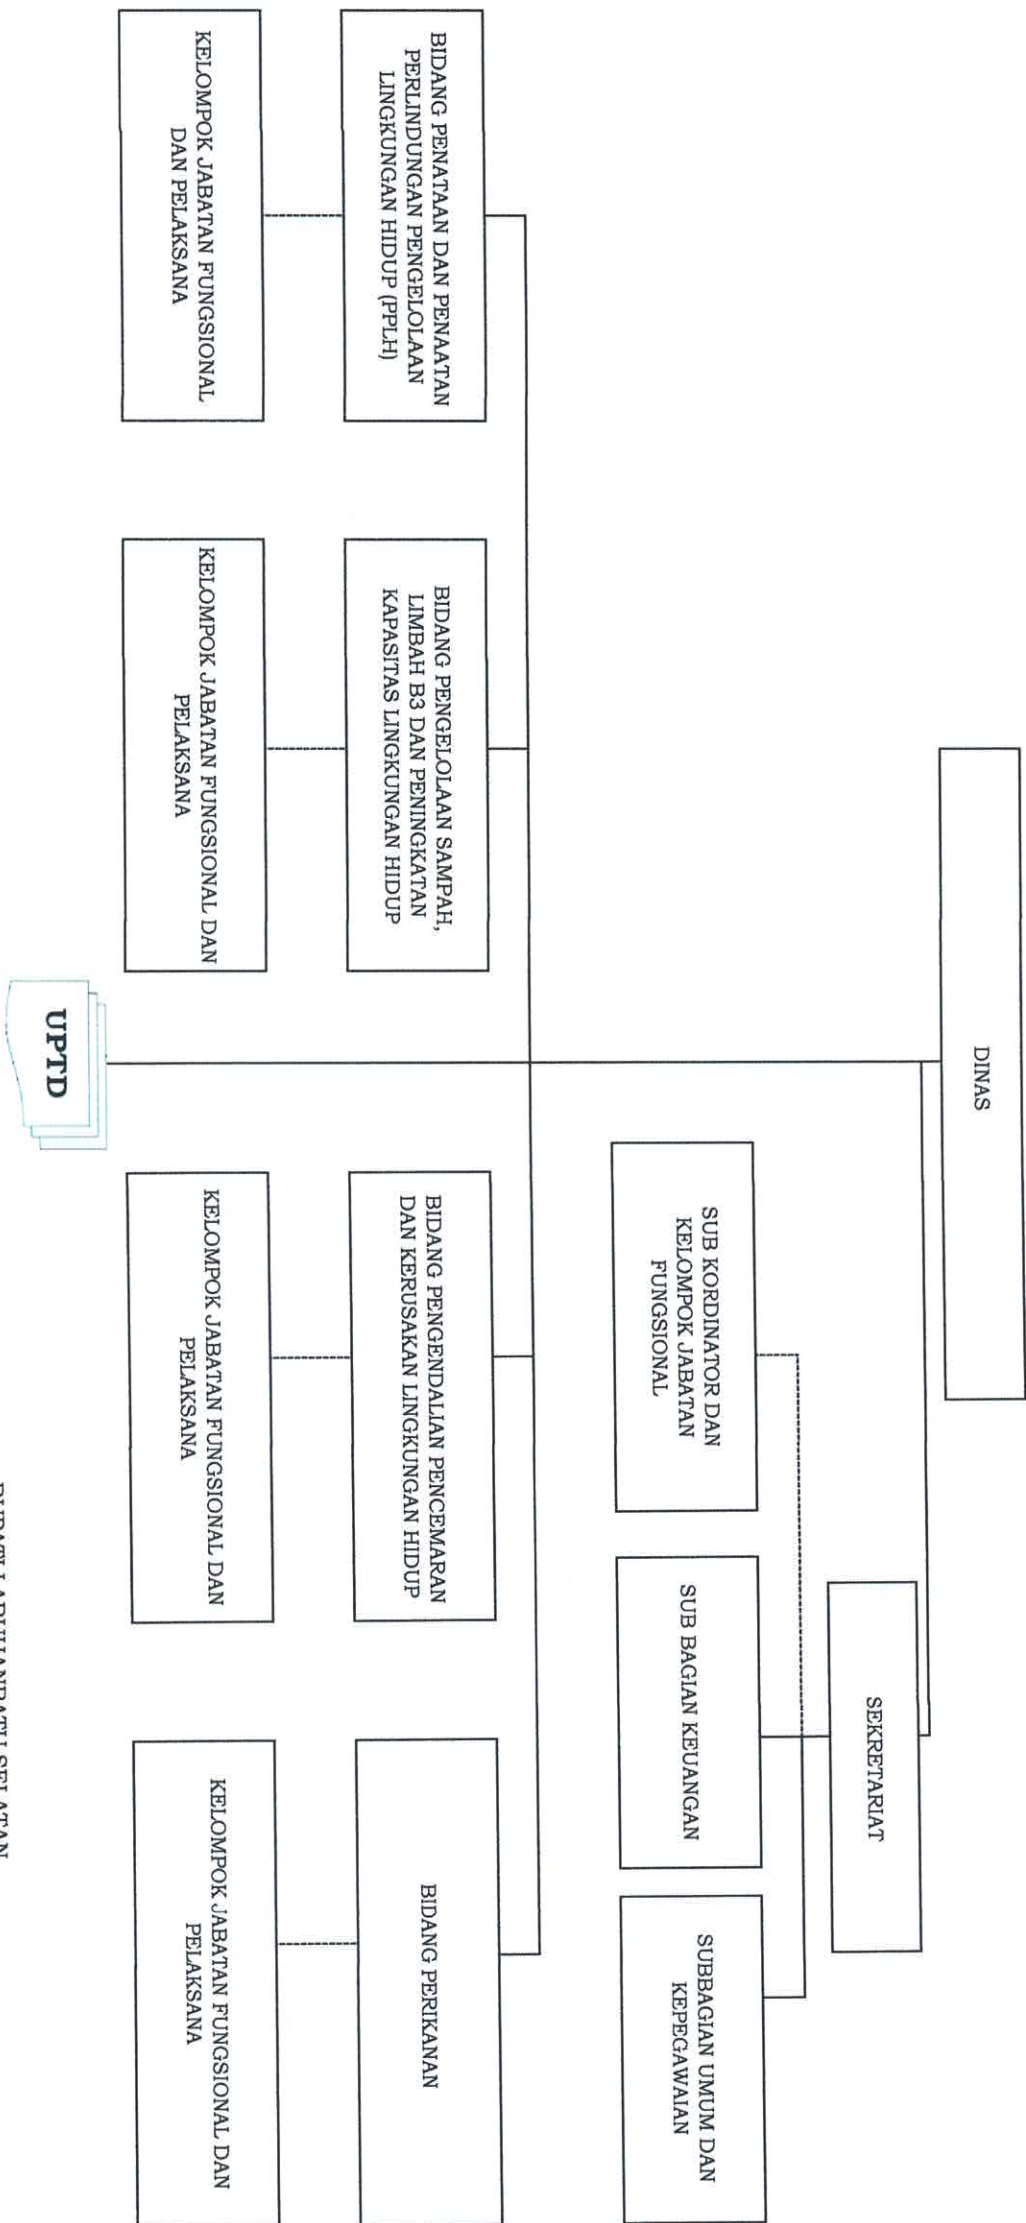 DINAS
SEKRETARIAT
SUB KORDINATOR DAN
KELOMPOK JABATAN
FUNGSIONAL
SUB BAGIAN KEUANGAN
SUBBAGIAN UMUM DAN
KEPEGAWAIAN
BIDANG PENATAAN DAN PENAATAN
PERLINDUNGAN PENGELOLAAN
LINGKUNGAN HIDUP (PPLH)
BIDANG PENGELOLAAN SAMPAH,
LIMBAH B3 DAN PENINGKATAN
KAPASITAS LINGKUNGAN HIDUP
BIDANG PENGENDALIAN PENCEMARAN
DAN KERUSAKAN LINGKUNGAN HIDUP
BIDANG PERIKANAN
KELOMPOK JABATAN FUNGSIONAL
DAN PELAKSANA
KELOMPOK JABATAN FUNGSIONAL DAN
PELAKSANA
KELOMPOK JABATAN FUNGSIONAL DAN
PELAKSANA
KELOMPOK JABATAN FUNGSIONAL DAN
PELAKSANA
UPTD
BUPATI LABUHANBATU SELATAN